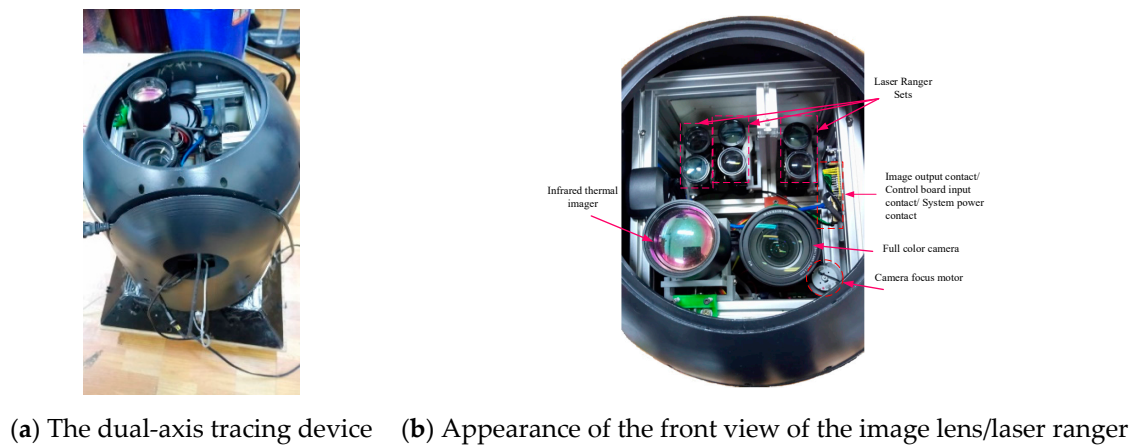 Laser Ranger
Sets
Infrared thermal
imager
Image output contact/
Control board input
contact/ System power
contact
Full color camera
Camera focus motor
(a) The dual-axis tracing device (b) Appearance of the front view of the image lens/laser ranger